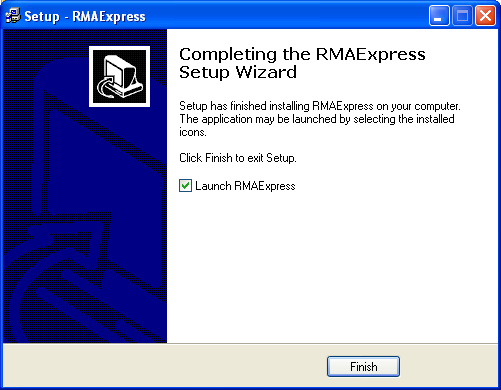 Setup - RMAExpress
Completing the RMAExpress
Setup Wizard
Setup has finished installing RMAExpress on your computer.
The application may be launched by selecting the installed
icons.
Click Finish to exit Setup.
Launch RMAExpress
Finish